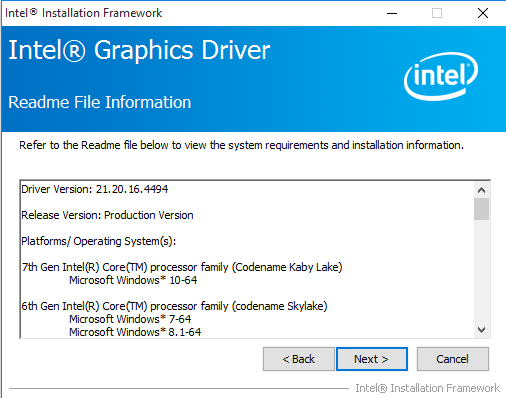 Intel® Installation Framework
Intel® Graphics Driver
Readme File Information
intel
Refer to the Readme file below to view the system requirements and installation information.
Driver Version: 21.20.16.4494
Release Version: Production Version
Platforms/ Operating System(s):
7th Gen Intel(R) Core(TM) processor family (Codename Kaby Lake)
Microsoft Windows* 10-64
6th Gen Intel(R) Core(TM) processor family (codename Skylake)
Microsoft Windows* 7-64
Microsoft Windows* 8.1-64
< Back
Next >
Cancel
Intel® Installation Framework